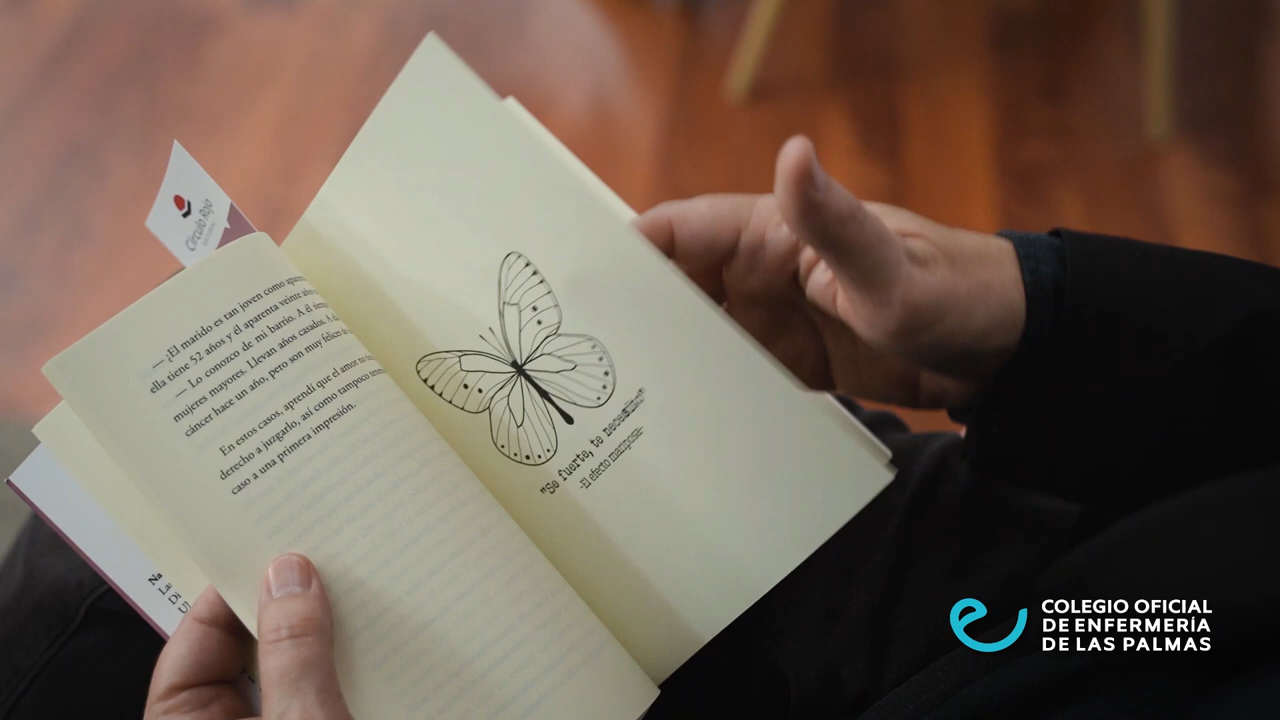 Círculo Rojo
EDITORIAL
— ¿El marido es tan joven como
ella tiene 52 años y él aparenta veinte
— Lo conozco de mi barrio. A él
mujeres mayores. Llevan años casados.
cáncer hace un año, pero son muy felices
En estos casos, aprendí que el amor no
derecho a juzgarlo, así como tampoco
caso a una primera impresión.
"Se fuerte, te necesito"
-El efecto mariposa-
COLEGIO OFICIAL
DE ENFERMERÍA
DE LAS PALMAS